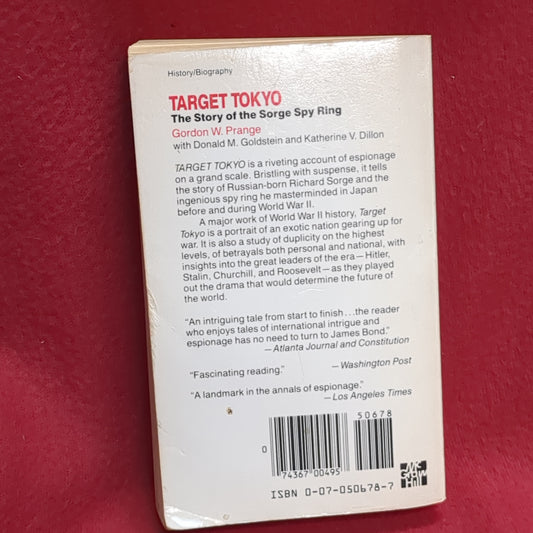 History/Biography
TARGET TOKYO
The Story of the Sorge Spy Ring
Gordon W. Prange
with Donald M. Goldstein and Katherine V. Dillon
TARGET TOKYO is a riveting account of espionage
on a grand scale. Bristling with suspense, it tells
the story of Russian-born Richard Sorge and the
ingenious spy ring he masterminded in Japan
before and during World War II.
A major work of World War II history, Target
Tokyo is a portrait of an exotic nation gearing up for
war. It is also a study of duplicity on the highest
levels, of betrayals both personal and national, with
insights into the great leaders of the era—Hitler,
Stalin, Churchill, and Roosevelt—as they played
out the drama that would determine the future of
the world.
"An intriguing tale from start to finish...the reader
who enjoys tales of international intrigue and
espionage has no need to turn to James Bond."
—Atlanta Journal and Constitution
"Fascinating reading." —Washington Post
"A landmark in the annals of espionage."
—Los Angeles Times
50678
0 74367 00495
ISBN 0-07-050678-7
Mc
Graw
Hill